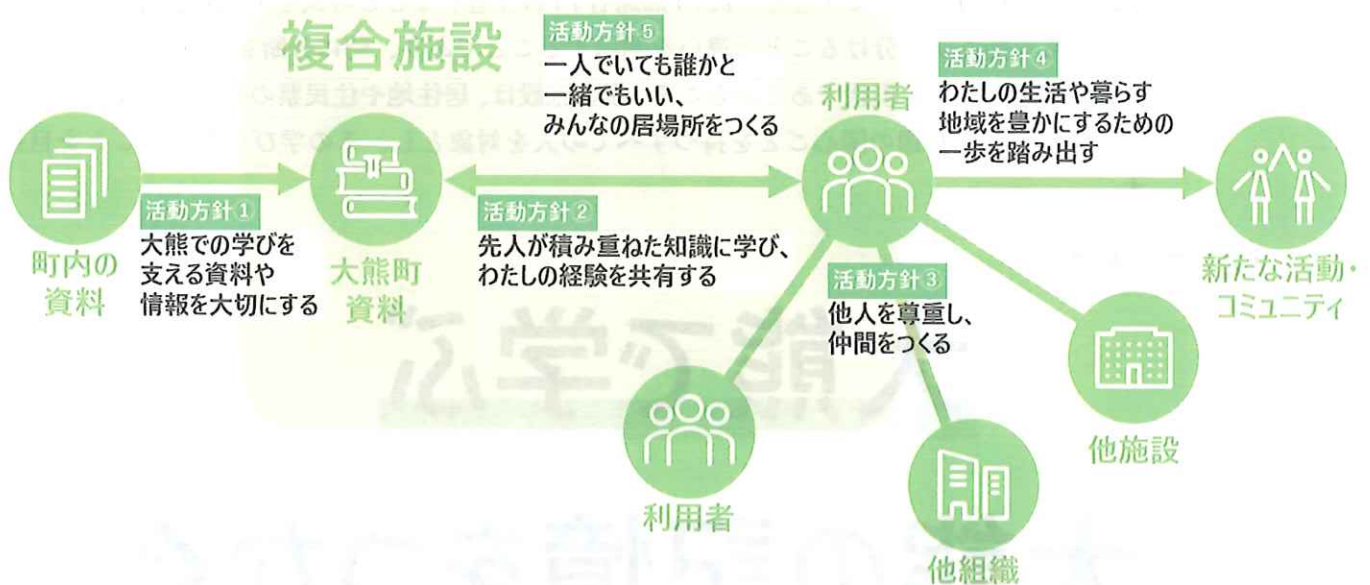 複合施設
活動方針⑤
一人でいても誰かと
一緒でもいい、
みんなの居場所をつくる
利用者
活動方針④
わたしの生活や暮らす
地域を豊かにするための
一歩を踏み出す
活動方針①
大熊での学びを
支える資料や
情報を大切にする
活動方針②
先人が積み重ねた知識に学び、
わたしの経験を共有する
町内の
資料
大熊町
資料
活動方針③
他人を尊重し、
仲間をつくる
新たな活動・
コミュニティ
利用者
他組織
他施設